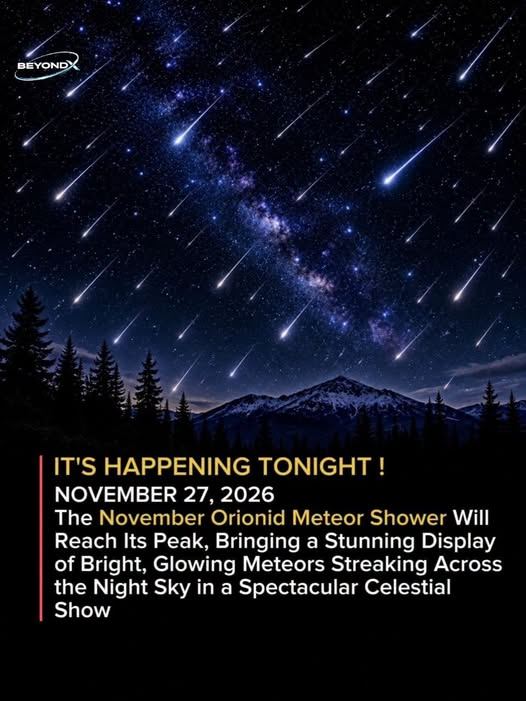 BEYONDX
IT'S HAPPENING TONIGHT !
NOVEMBER 27, 2026
The November Orionid Meteor Shower Will
Reach Its Peak, Bringing a Stunning Display
of Bright, Glowing Meteors Streaking Across
the Night Sky in a Spectacular Celestial
Show